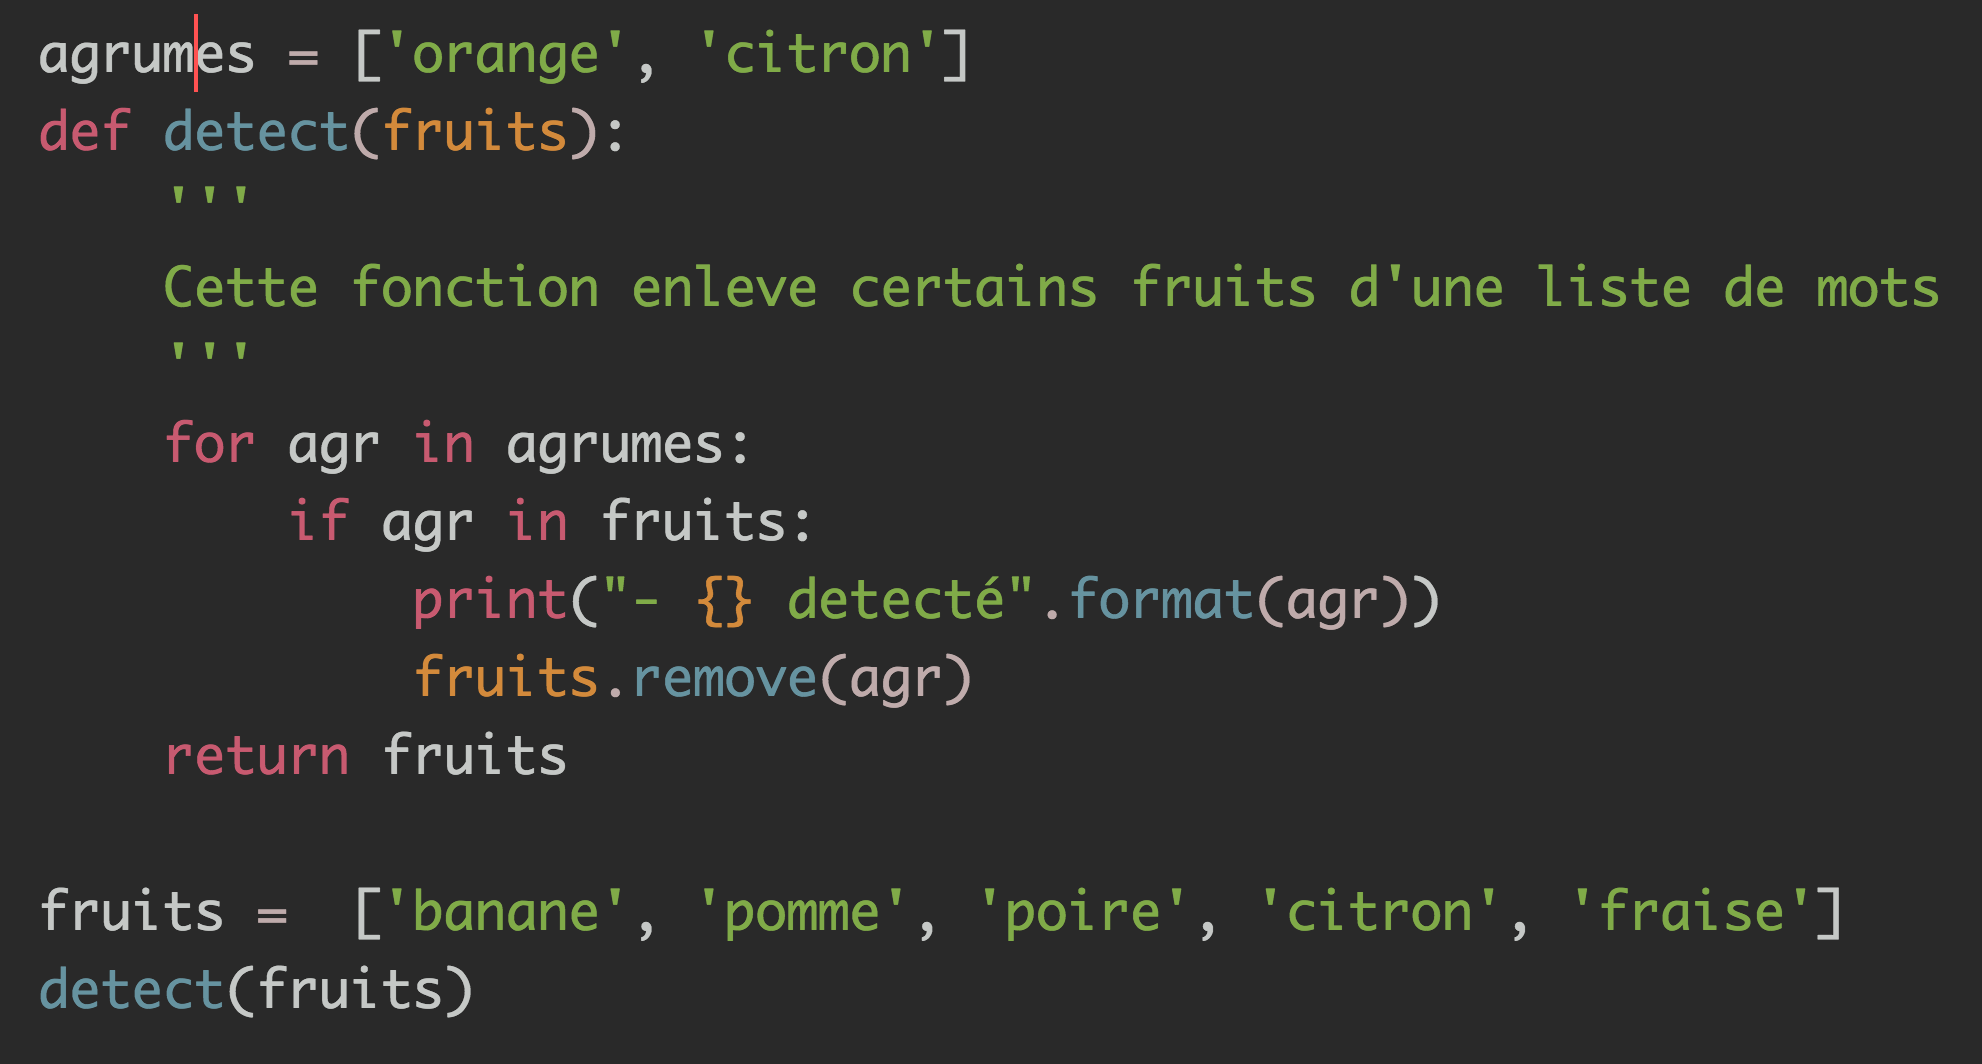 agrumes = ['orange', 'citron']
def detect(fruits):
    '''
    Cette fonction enleve certains fruits d'une liste de mots
    '''
    for agr in agrumes:
        if agr in fruits:
            print("- {} detecté".format(agr))
            fruits.remove(agr)
    return fruits

fruits =  ['banane', 'pomme', 'poire', 'citron', 'fraise']
detect(fruits)